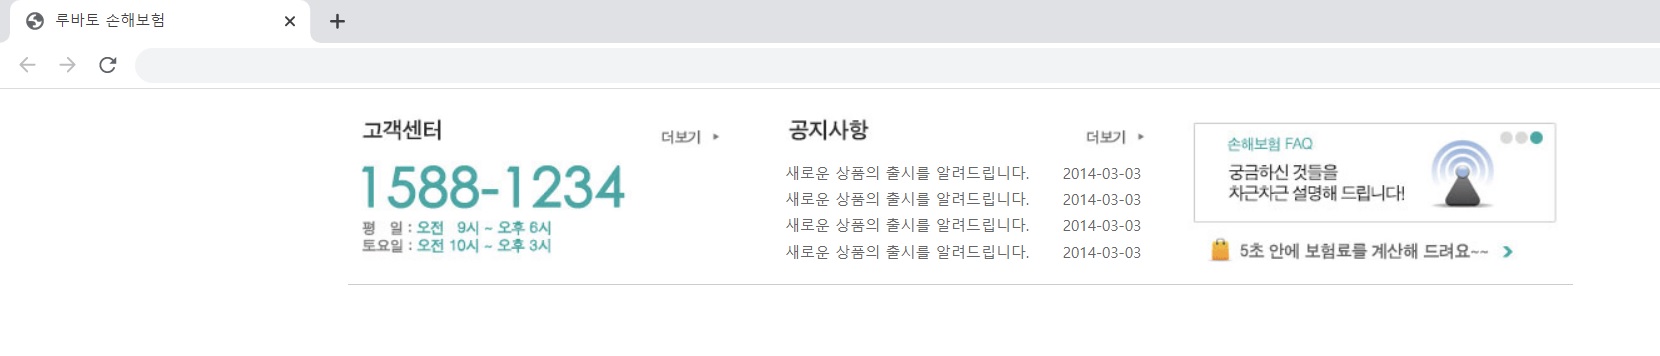 루바토 손해보험
고객센터
더보기
1588-1234
평 일 : 오전 9시 ~ 오후 6시
토요일 : 오전 10시 ~ 오후 3시
공지사항
더보기
새로운 상품의 출시를 알려드립니다. 2014-03-03
새로운 상품의 출시를 알려드립니다. 2014-03-03
새로운 상품의 출시를 알려드립니다. 2014-03-03
새로운 상품의 출시를 알려드립니다. 2014-03-03
손해보험 FAQ
궁금하신 것들을
차근차근 설명해 드립니다!
5초 안에 보험료를 계산해 드려요~~